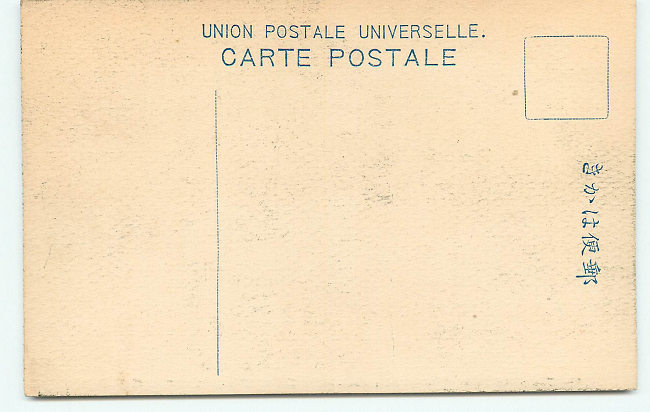 UNION POSTALE UNIVERSELLE.
CARTE POSTALE
郵便はかき